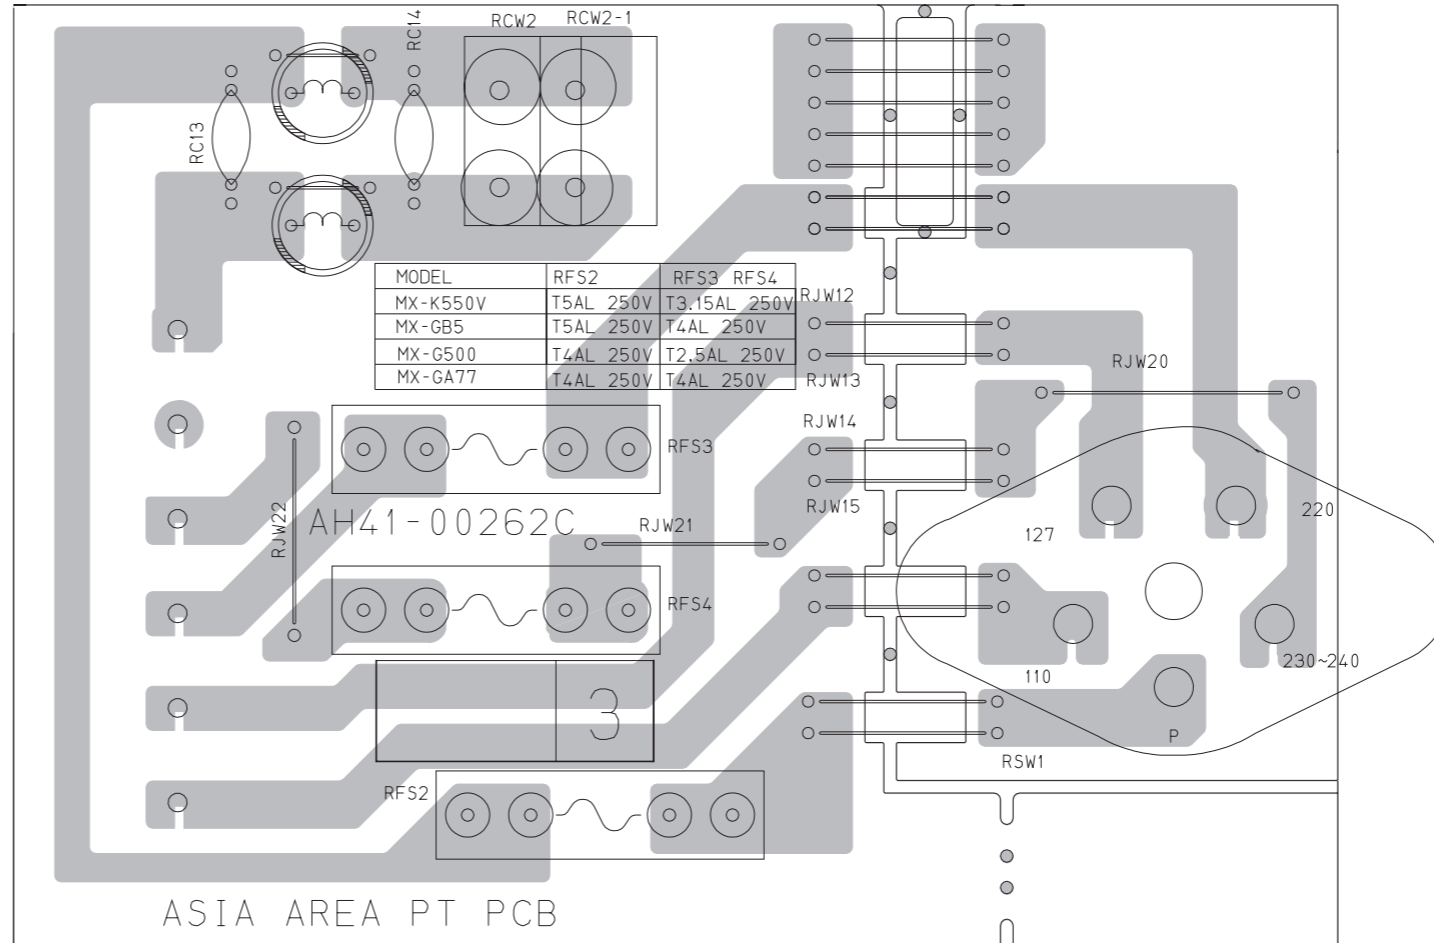 RCW2 RCW2-1
RC14
RC13
MODEL RFS2 RFS3 RFS4
MX-K550V T5AL 250V T3.15AL 250V
MX-GB5 T5AL 250V T4AL 250V
MX-G500 T4AL 250V T2.5AL 250V
MX-GA77 T4AL 250V T4AL 250V
RJW12
RJW13
RJW20
RJW14
RFS3
RJW15
220
RJW22
AH41-00262C
RJW21
127
RFS4
110
230~240
3
P
RSW1
RFS2
ASIA AREA PT PCB